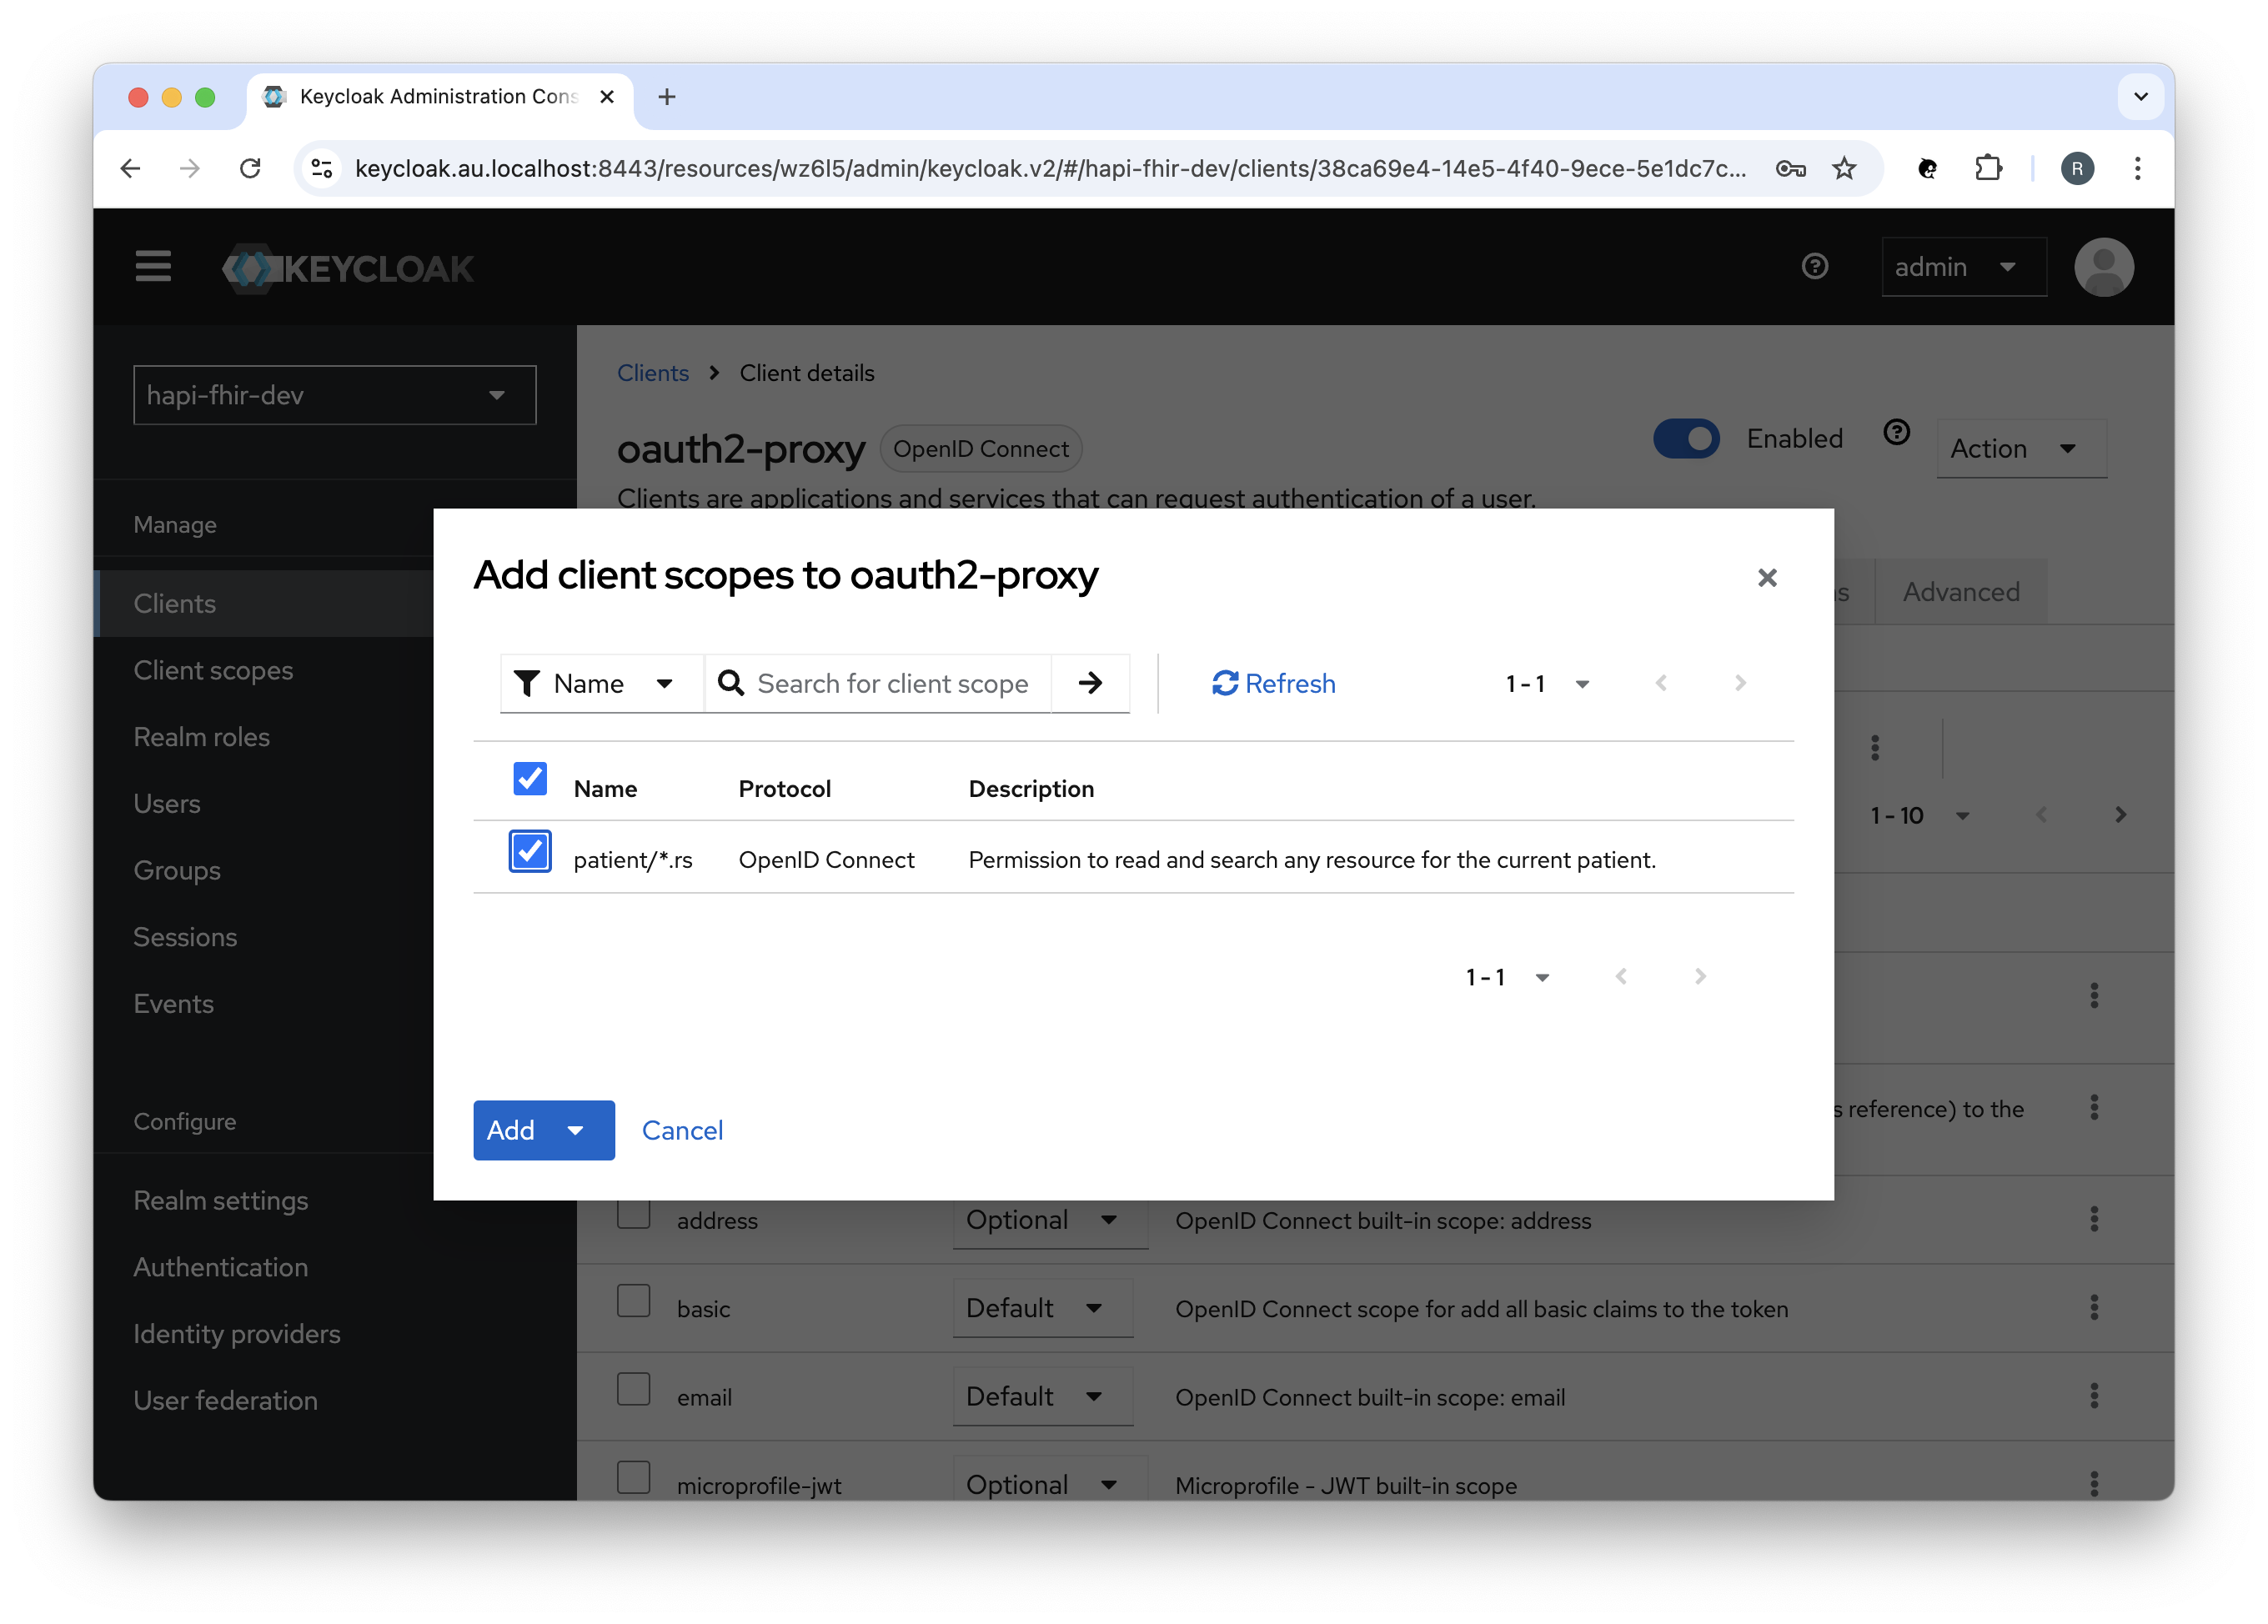 Keycloak Administration Cons
keycloak.au.localhost:8443/resources/wz6l5/admin/keycloak.v2/#/hapi-fhir-dev/clients/38ca69e4-14e5-4f40-9ece-5e1dc7c...
R
KEYCLOAK
admin
hapi-fhir-dev
Manage
Clients
Client scopes
Realm roles
Users
Groups
Sessions
Events
Configure
Realm settings
Authentication
Identity providers
User federation
Clients > Client details
oauth2-proxy OpenID Connect
Enabled
Action
Clients are applications and services that can request authentication of a user.
Advanced
Add client scopes to oauth2-proxy
Name Search for client scope Refresh 1 - 1
Name Protocol Description
patient/*.rs OpenID Connect Permission to read and search any resource for the current patient.
1 - 1
Add Cancel
1 - 10
s reference) to the
address Optional OpenID Connect built-in scope: address
basic Default OpenID Connect scope for add all basic claims to the token
email Default OpenID Connect built-in scope: email
microprofile-jwt Optional Microprofile - JWT built-in scope